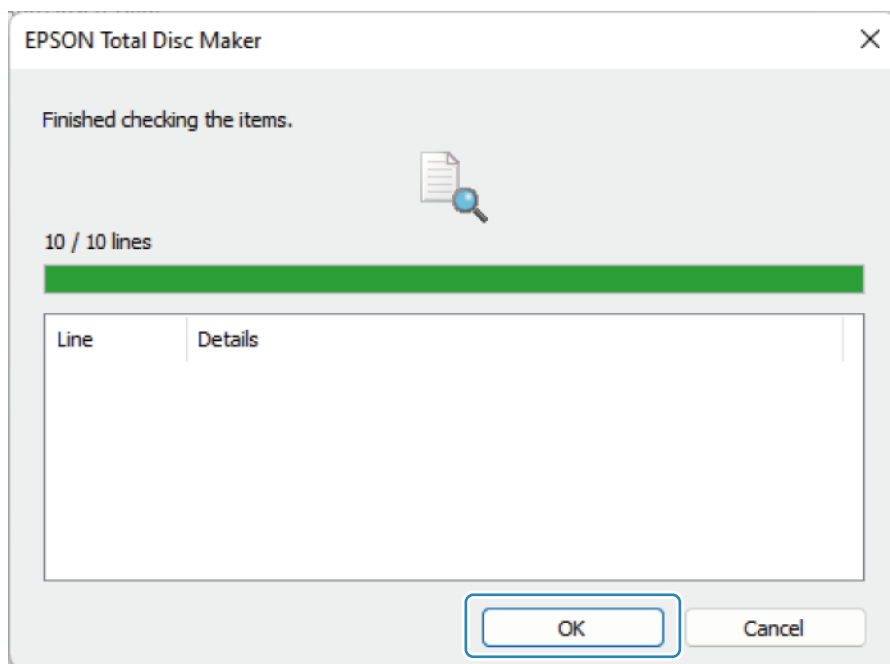 EPSON Total Disc Maker
Finished checking the items.
10 / 10 lines
Line Details
OK Cancel